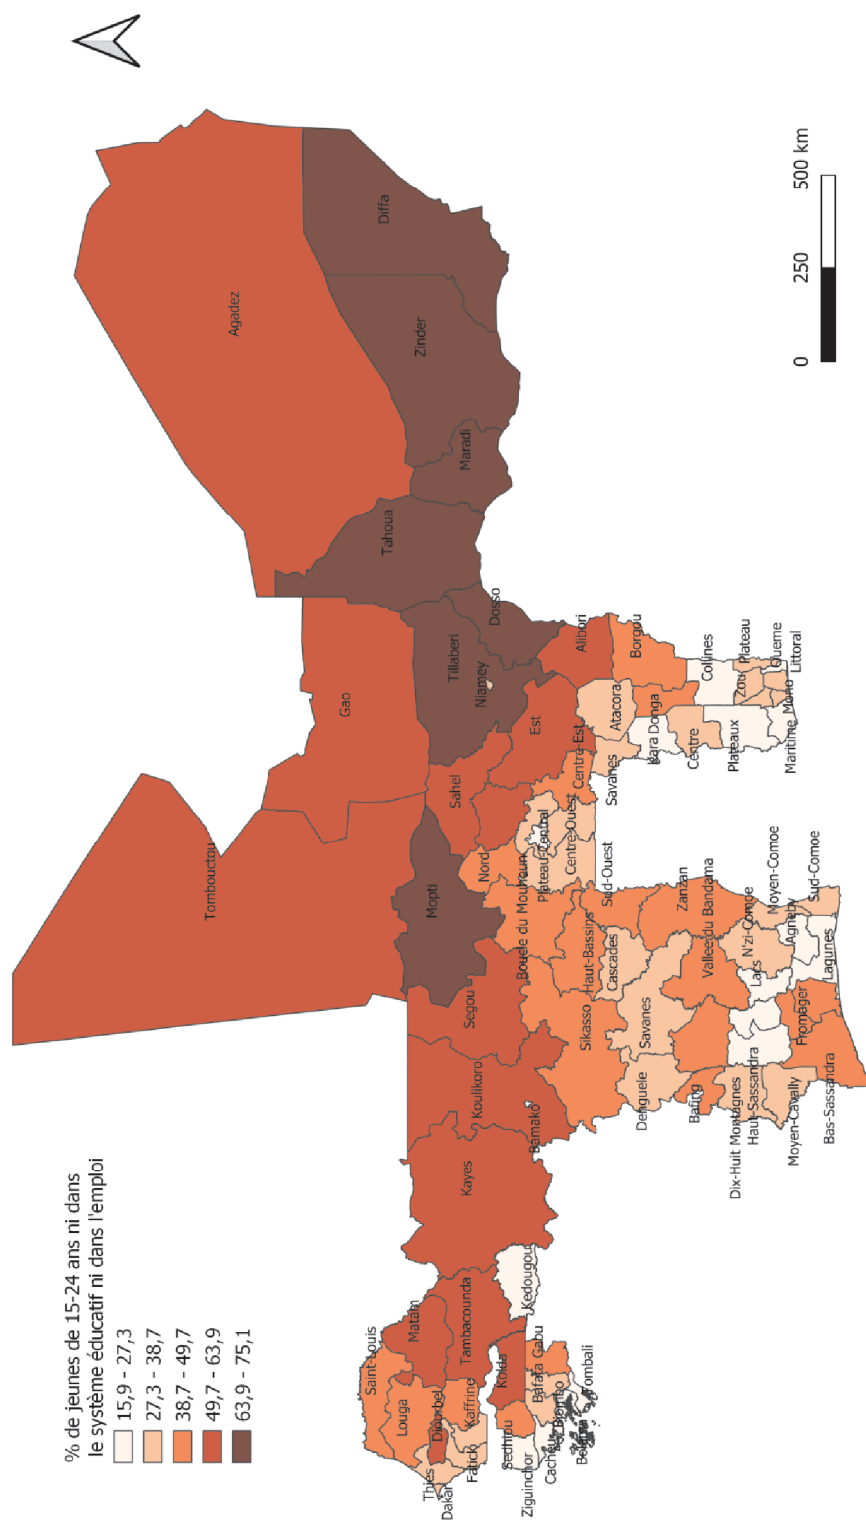 % de jeunes de 15-24 ans ni dans
le système éducatif ni dans l'emploi
15,9 - 27,3
27,3 - 38,7
38,7 - 49,7
49,7 - 63,9
63,9 - 75,1
Tombouctou
Agadez
Gao
Diffa
Zinder
Tahoua
Maradi
Saint-Louis
Matam
Louga
Diourbel
Tambacounda
Kaffrine
Thies
Dakar
Fatick
Kayes
Koulikoro
Segou
Mopti
Sahel
Tillaberi
Niamey
Dosso
Nord
Kolda
Kedougou
Sedhiou
Ziguinchor
Gabu
Bafata
Cacheu
Tombali
Bamako
Sikasso
Boucle du Mouhoun
Plateau-Central
Centre-Ouest
Centre-Est
Est
Alibori
Haut-Bassins
Cascades
Sud-Ouest
Savanes
Atacora
Borgou
Kara
Donga
Denguele
Savanes
Zanzan
Vallee du Bandama
Centre
Collines
Plateaux
Plateau
Zou
Bafing
N'zi-Comoe
Moyen-Comoe
Lacs
Dix-Huit Montagnes
Haut-Sassandra
Agneby
Sud-Comoe
Maritime
Mono
Oueme
Littoral
Moyen-Cavally
Fromager
Lagunes
Bas-Sassandra
0
250
500 km